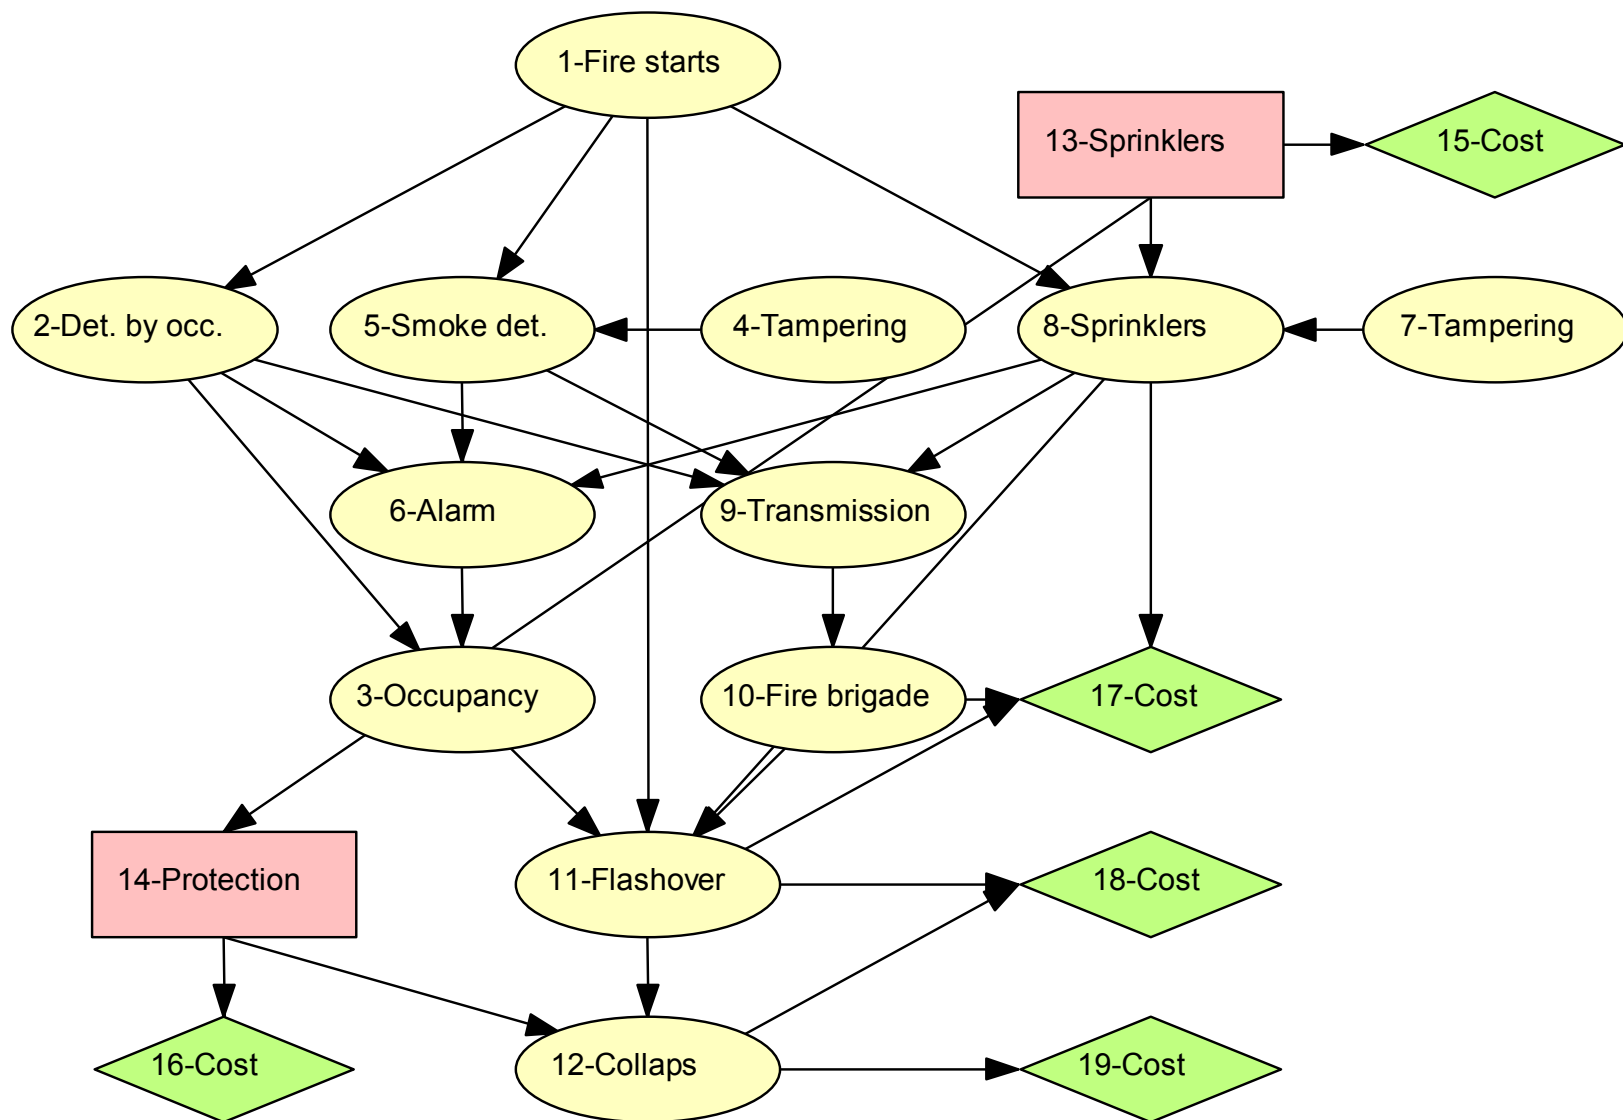 1-Fire starts
13-Sprinklers
15-Cost
2-Det. by occ.
5-Smoke det.
4-Tampering
8-Sprinklers
7-Tampering
6-Alarm
9-Transmission
3-Occupancy
10-Fire brigade
17-Cost
14-Protection
11-Flashover
18-Cost
16-Cost
12-Collaps
19-Cost